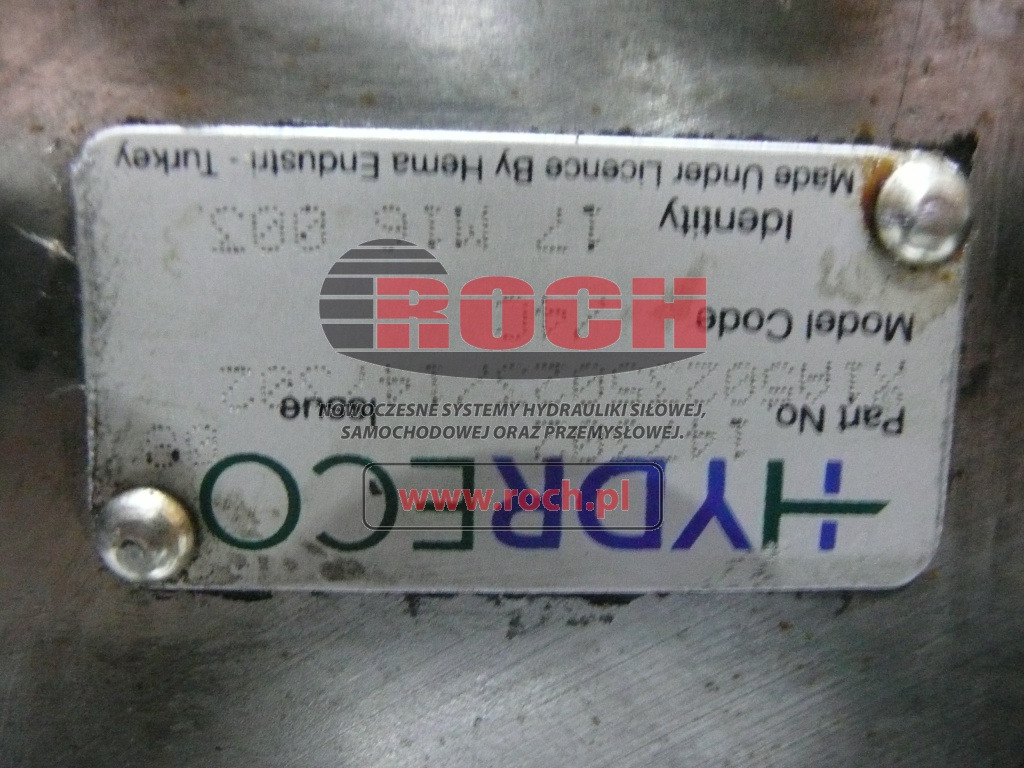 HYDRECO
Part No.
Issue
Model Code
Identity
17 M16
Made Under Licence By Hema Endustri - Turkey
ROCH
NOWOCZESNE SYSTEMY HYDRAULIKI SIŁOWEJ,
SAMOCHODOWEJ ORAZ PRZEMYSŁOWEJ.
www.roch.pl